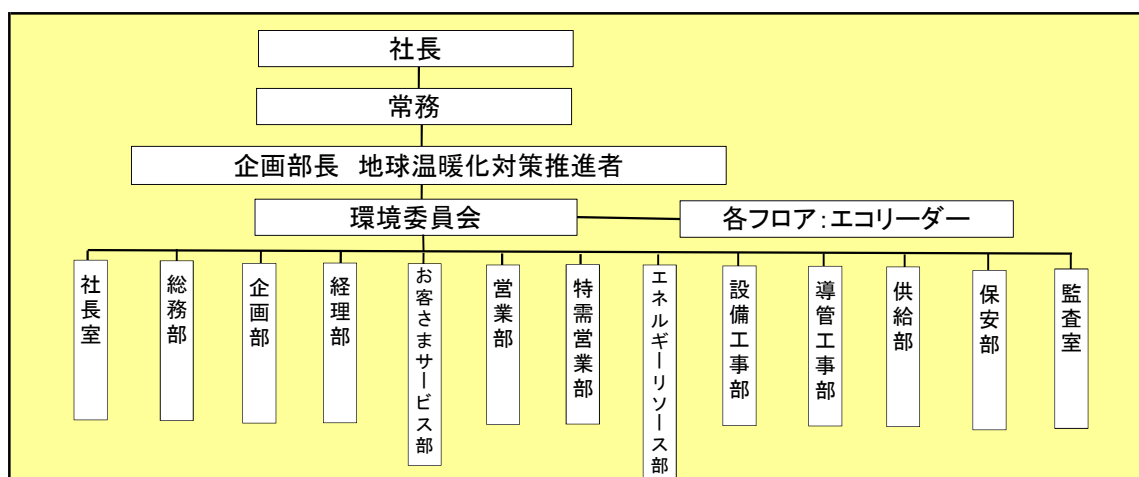 社長
常務
企画部長　地球温暖化対策推進者
環境委員会
各フロア：エコリーダー
社長室
総務部
企画部
経理部
お客さまサービス部
営業部
特需営業部
エネルギーリソース部
設備工事部
導管工事部
供給部
保安部
監査室